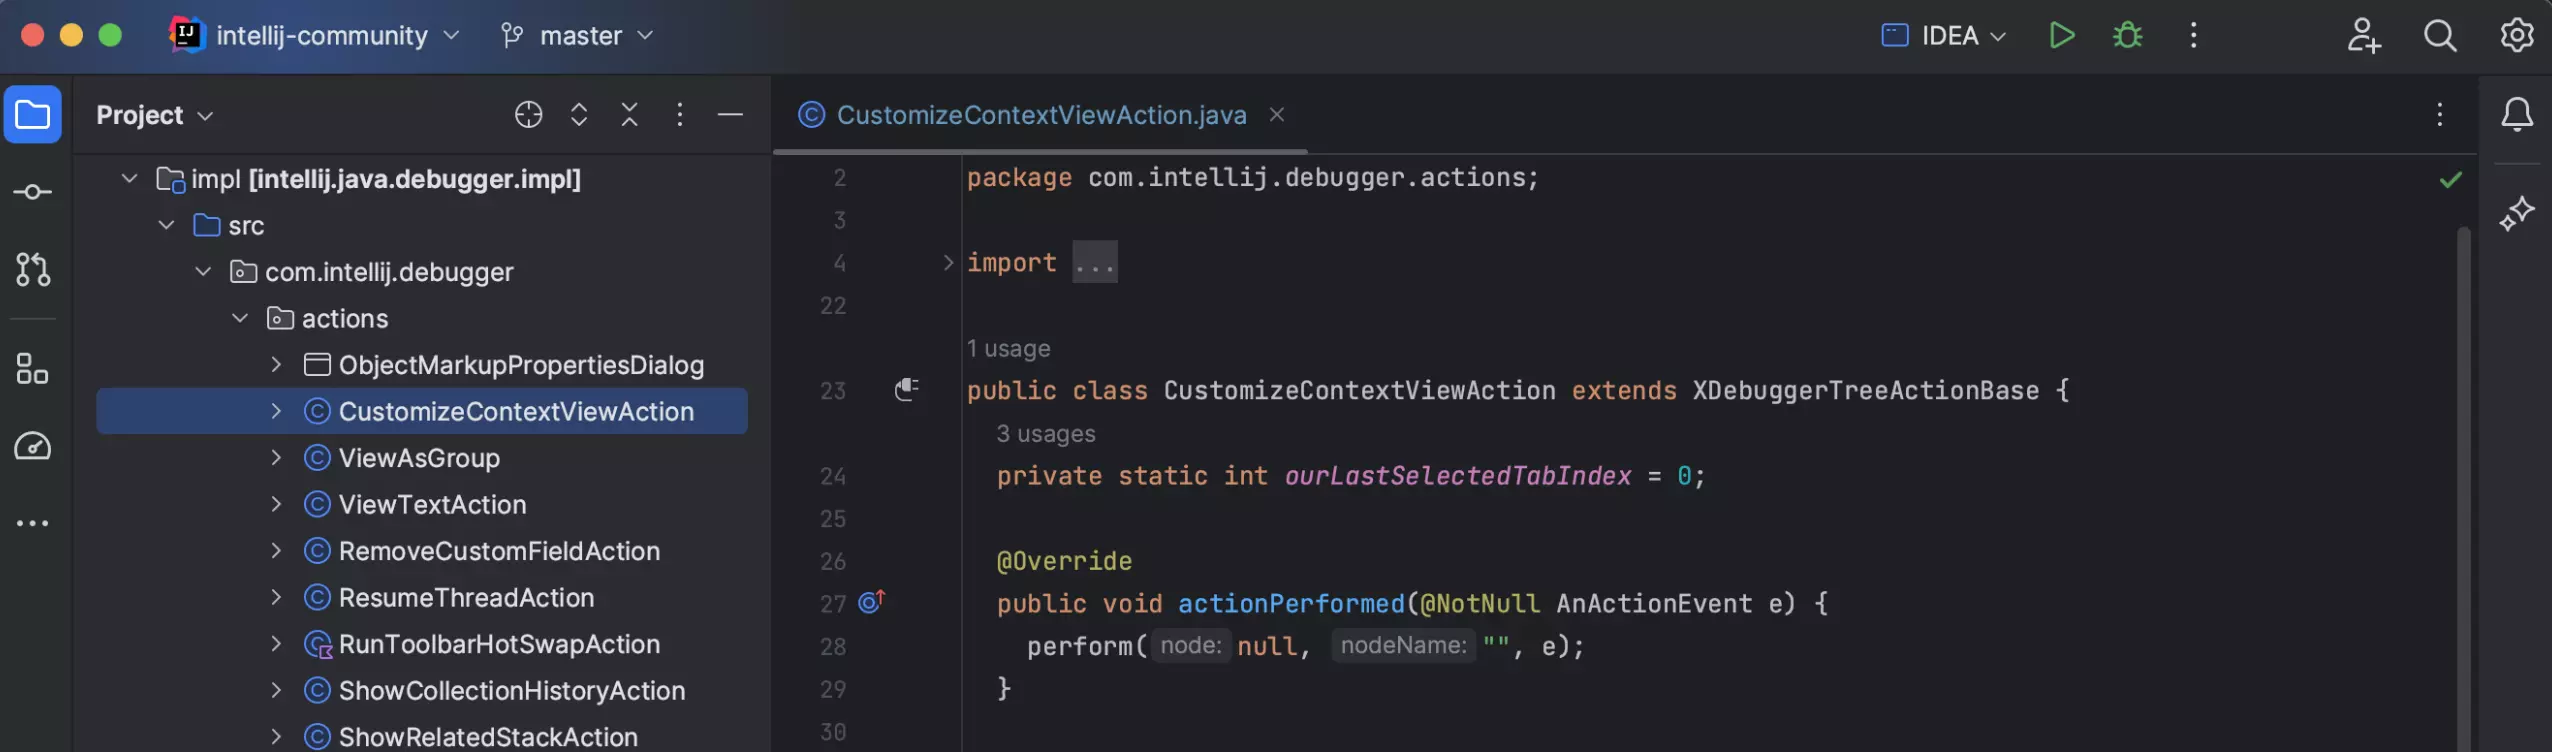 IJ intellij-community master IDEA
Project
CustomizeContextViewAction.java
impl [intellij.java.debugger.impl]
src
com.intellij.debugger
actions
ObjectMarkupPropertiesDialog
CustomizeContextViewAction
ViewAsGroup
ViewTextAction
RemoveCustomFieldAction
ResumeThreadAction
RunToolbarHotSwapAction
ShowCollectionHistoryAction
ShowRelatedStackAction
2 package com.intellij.debugger.actions;
3
4 import ...
22
1 usage
23 public class CustomizeContextViewAction extends XDebuggerTreeActionBase {
3 usages
24 private static int ourLastSelectedTabIndex = 0;
25
26 @Override
27 public void actionPerformed(@NotNull AnActionEvent e) {
28 perform( node: null, nodeName: "", e);
29 }
30